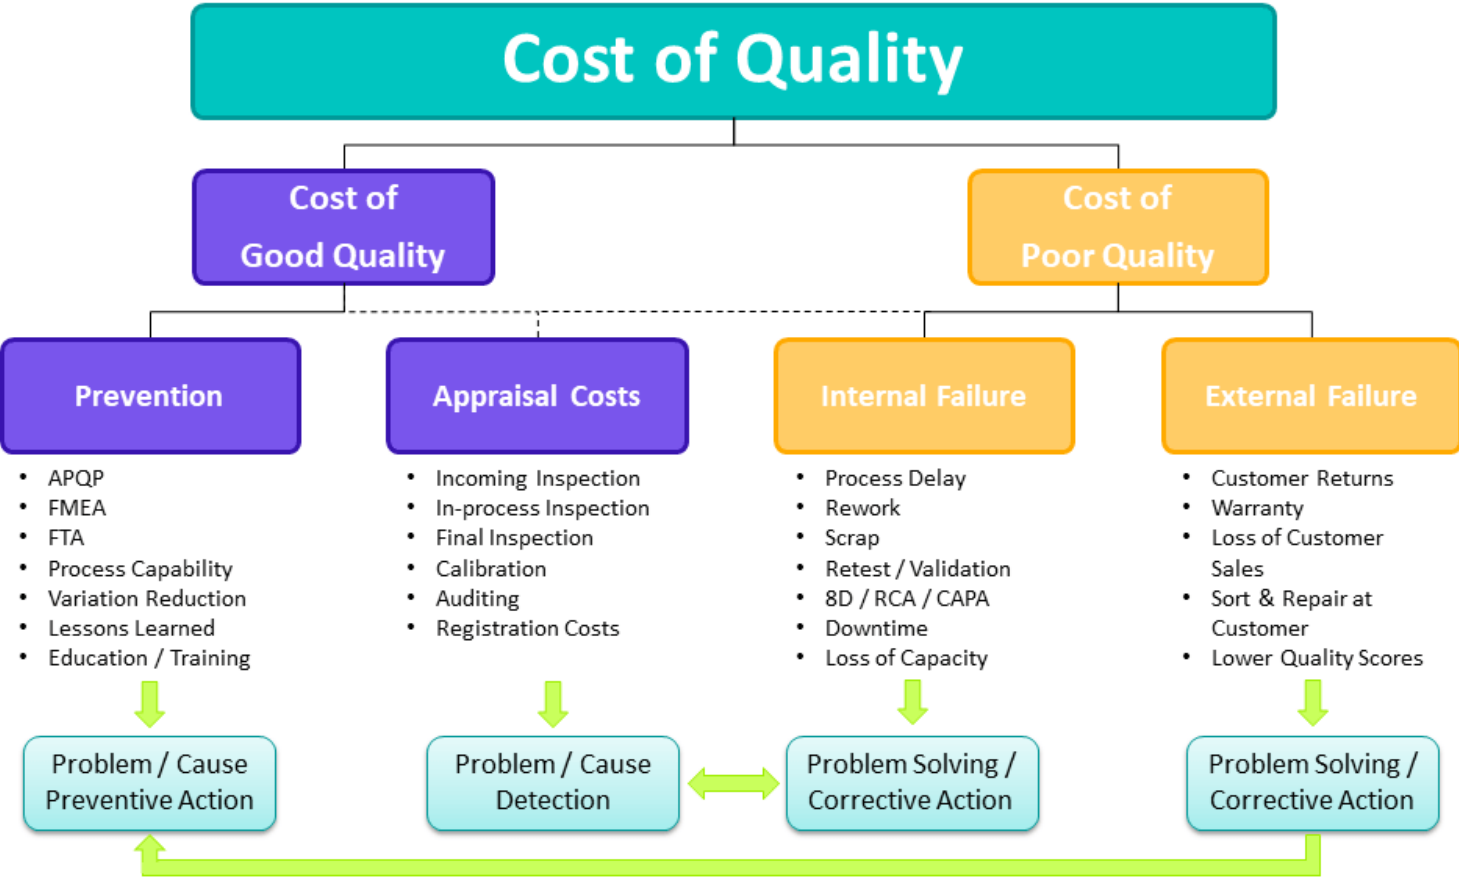 Cost of Quality
Cost of
Good Quality
Cost of
Poor Quality
Prevention
Appraisal Costs
Internal Failure
External Failure
• APQP
• FMEA
• FTA
• Process Capability
• Variation Reduction
• Lessons Learned
• Education / Training
• Incoming Inspection
• In-process Inspection
• Final Inspection
• Calibration
• Auditing
• Registration Costs
• Process Delay
• Rework
• Scrap
• Retest / Validation
• 8D / RCA / CAPA
• Downtime
• Loss of Capacity
• Customer Returns
• Warranty
• Loss of Customer
Sales
• Sort & Repair at
Customer
• Lower Quality Scores
Problem / Cause
Preventive Action
Problem / Cause
Detection
Problem Solving /
Corrective Action
Problem Solving /
Corrective Action